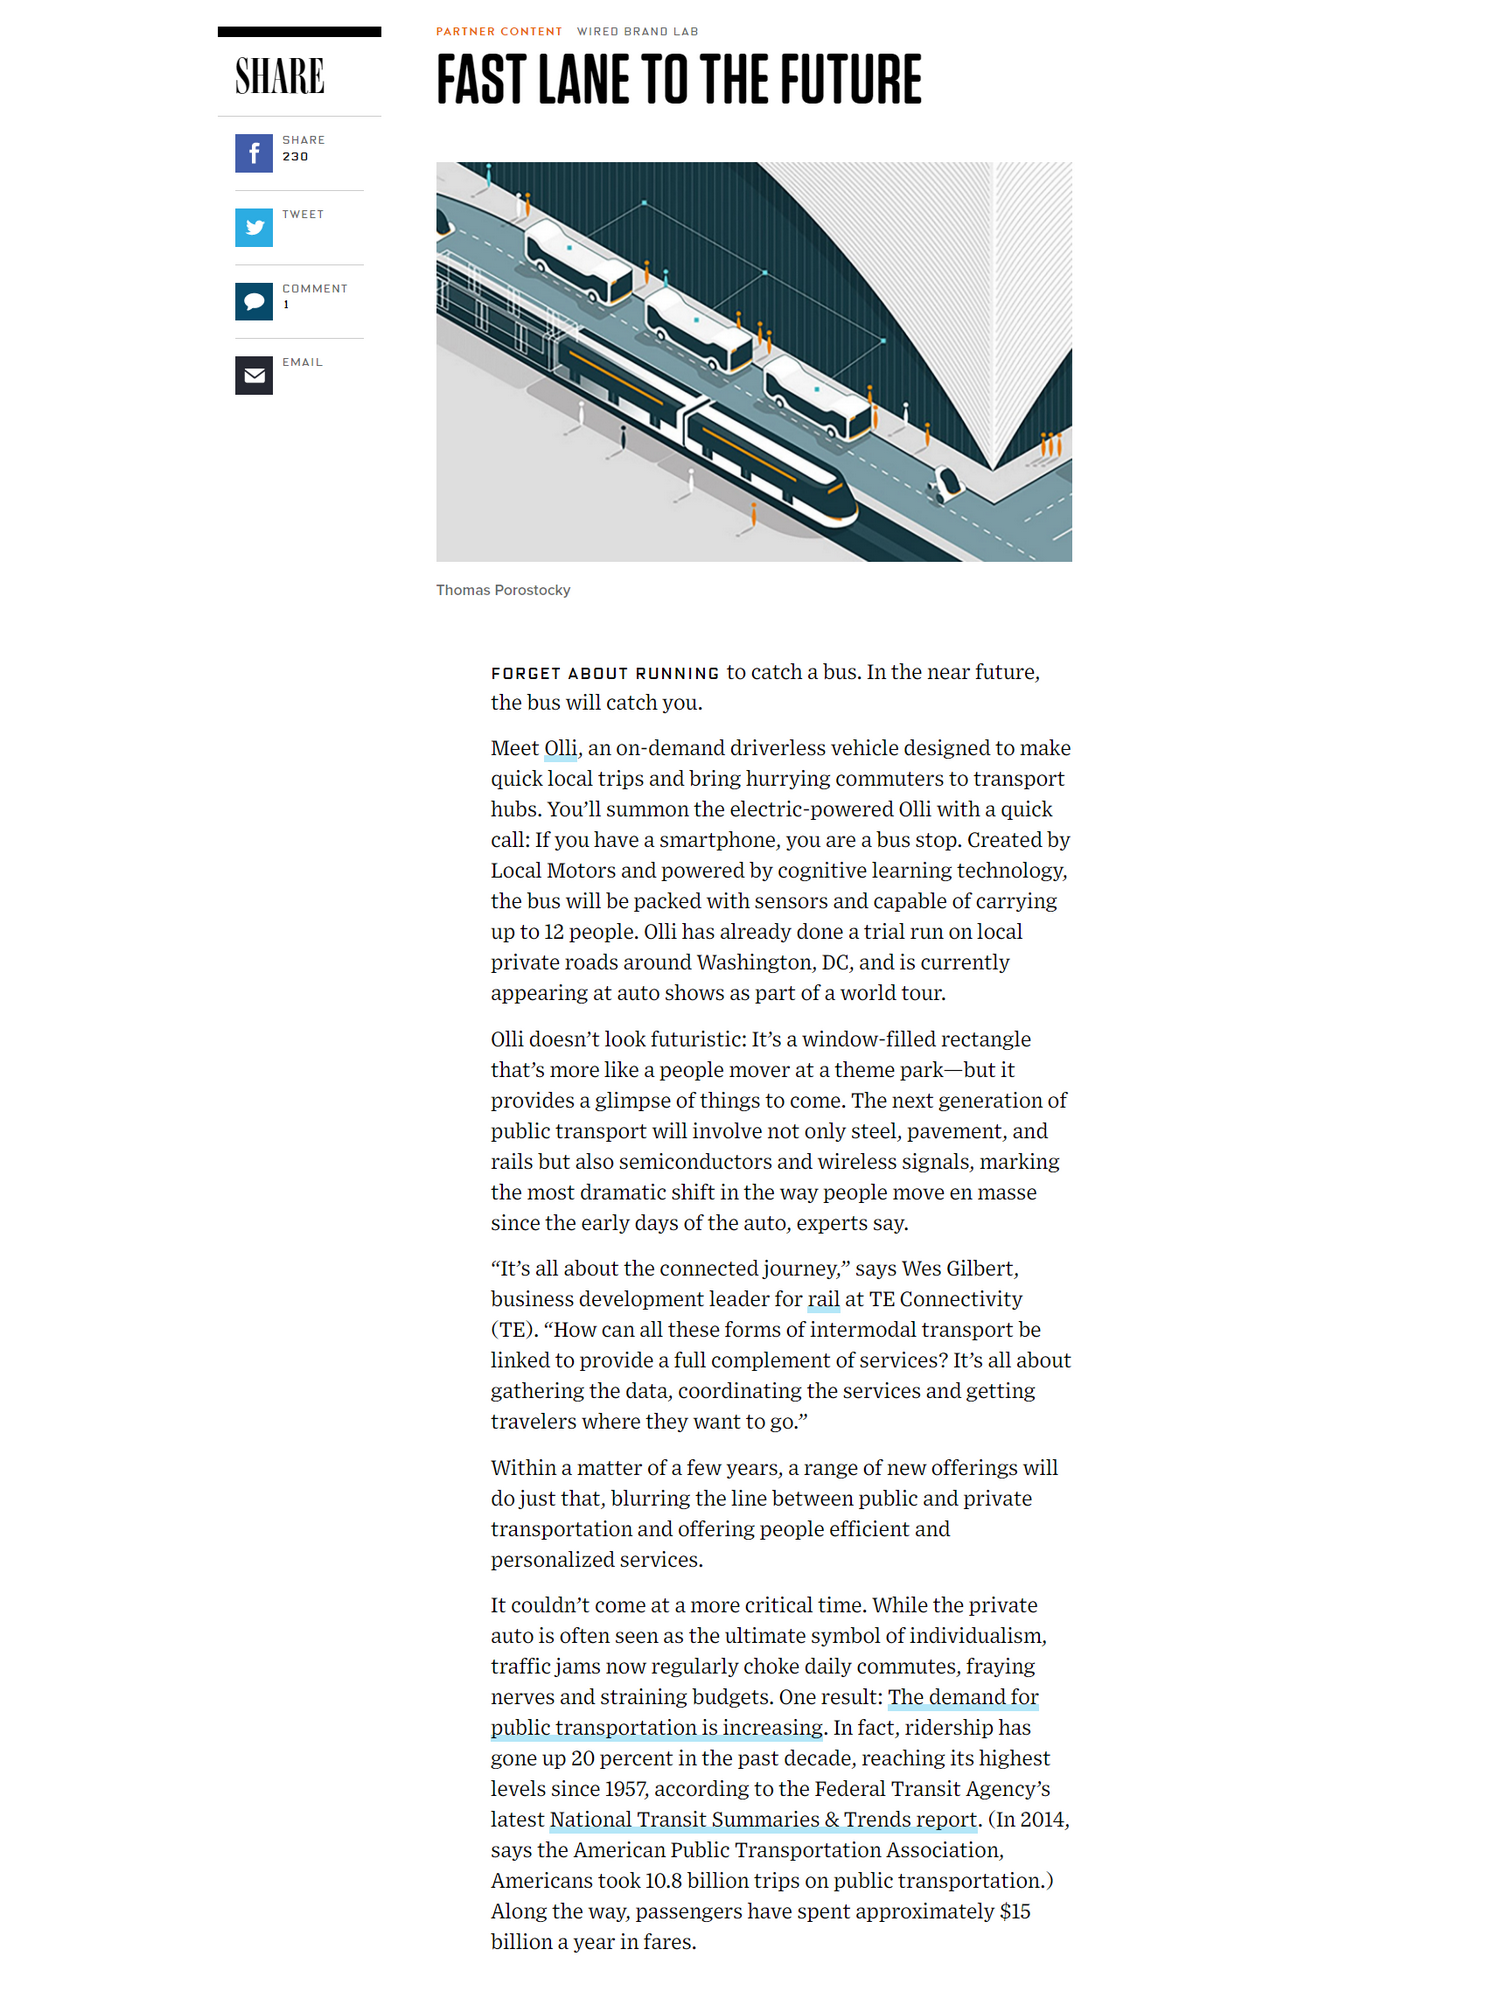 SHARE
SHARE
230
TWEET
COMMENT
1
EMAIL
PARTNER CONTENT WIRED BRAND LAB
FAST LANE TO THE FUTURE
Thomas Porostocky
FORGET ABOUT RUNNING to catch a bus. In the near future,
the bus will catch you.
Meet Olli, an on-demand driverless vehicle designed to make
quick local trips and bring hurrying commuters to transport
hubs. You’ll summon the electric-powered Olli with a quick
call: If you have a smartphone, you are a bus stop. Created by
Local Motors and powered by cognitive learning technology,
the bus will be packed with sensors and capable of carrying
up to 12 people. Olli has already done a trial run on local
private roads around Washington, DC, and is currently
appearing at auto shows as part of a world tour.
Olli doesn’t look futuristic: It’s a window-filled rectangle
that’s more like a people mover at a theme park—but it
provides a glimpse of things to come. The next generation of
public transport will involve not only steel, pavement, and
rails but also semiconductors and wireless signals, marking
the most dramatic shift in the way people move en masse
since the early days of the auto, experts say.
“It’s all about the connected journey,” says Wes Gilbert,
business development leader for rail at TE Connectivity
(TE). “How can all these forms of intermodal transport be
linked to provide a full complement of services? It’s all about
gathering the data, coordinating the services and getting
travelers where they want to go.”
Within a matter of a few years, a range of new offerings will
do just that, blurring the line between public and private
transportation and offering people efficient and
personalized services.
It couldn’t come at a more critical time. While the private
auto is often seen as the ultimate symbol of individualism,
traffic jams now regularly choke daily commutes, fraying
nerves and straining budgets. One result: The demand for
public transportation is increasing. In fact, ridership has
gone up 20 percent in the past decade, reaching its highest
levels since 1957, according to the Federal Transit Agency’s
latest National Transit Summaries & Trends report. (In 2014,
says the American Public Transportation Association,
Americans took 10.8 billion trips on public transportation.)
Along the way, passengers have spent approximately $15
billion a year in fares.